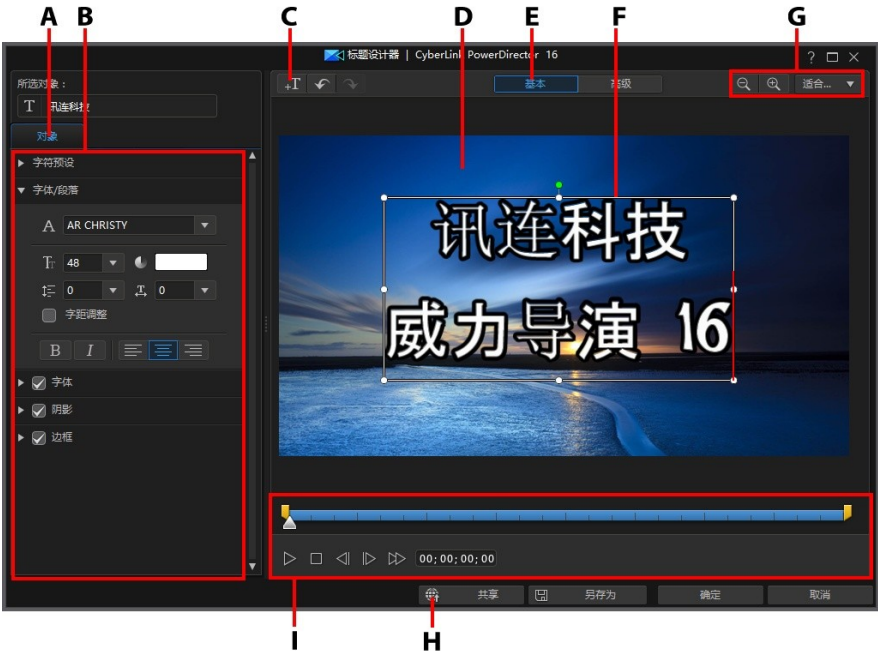 A B C D E F G
标题设计器 | CyberLink PowerDirector 16
所选对象：
T 讯连科技
+T
基本 高级
适合...
对象
字符预设
字体/段落
A AR CHRISTY
48
0 0
字距调整
B I
字体
阴影
边框
讯连科技
威力导演 16
00;00;00;00
共享 另存为 确定 取消
I H